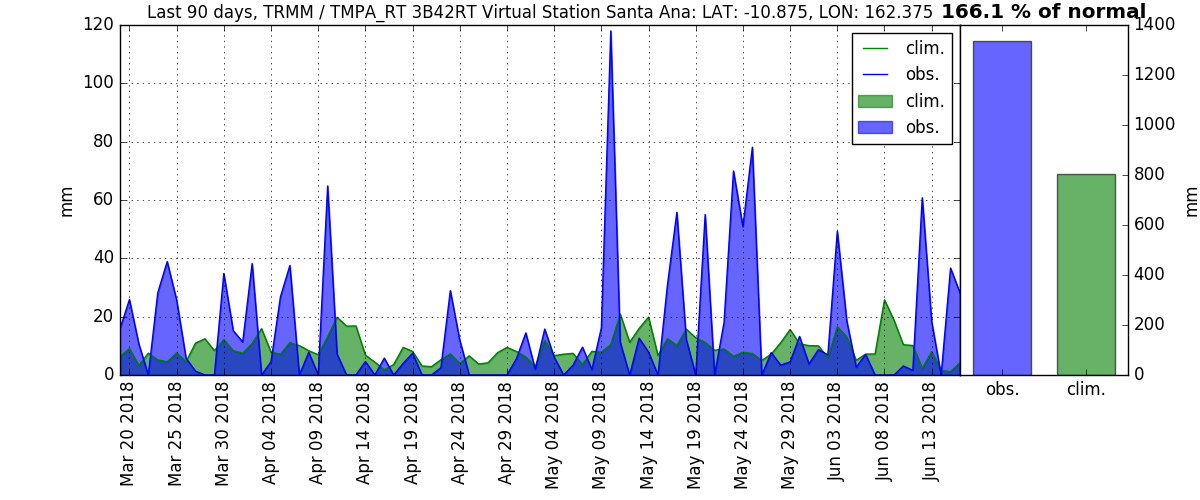 Last 90 days, TRMM / TMPA_RT 3B42RT Virtual Station Santa Ana: LAT: -10.875, LON: 162.375 166.1 % of normal
120
100
80
60
40
20
0
mm
clim.
obs.
clim.
obs.
1400
1200
1000
800
600
400
200
0
mm
Mar 20 2018
Mar 25 2018
Mar 30 2018
Apr 04 2018
Apr 09 2018
Apr 14 2018
Apr 19 2018
Apr 24 2018
Apr 29 2018
May 04 2018
May 09 2018
May 14 2018
May 19 2018
May 24 2018
May 29 2018
Jun 03 2018
Jun 08 2018
Jun 13 2018
obs.
clim.